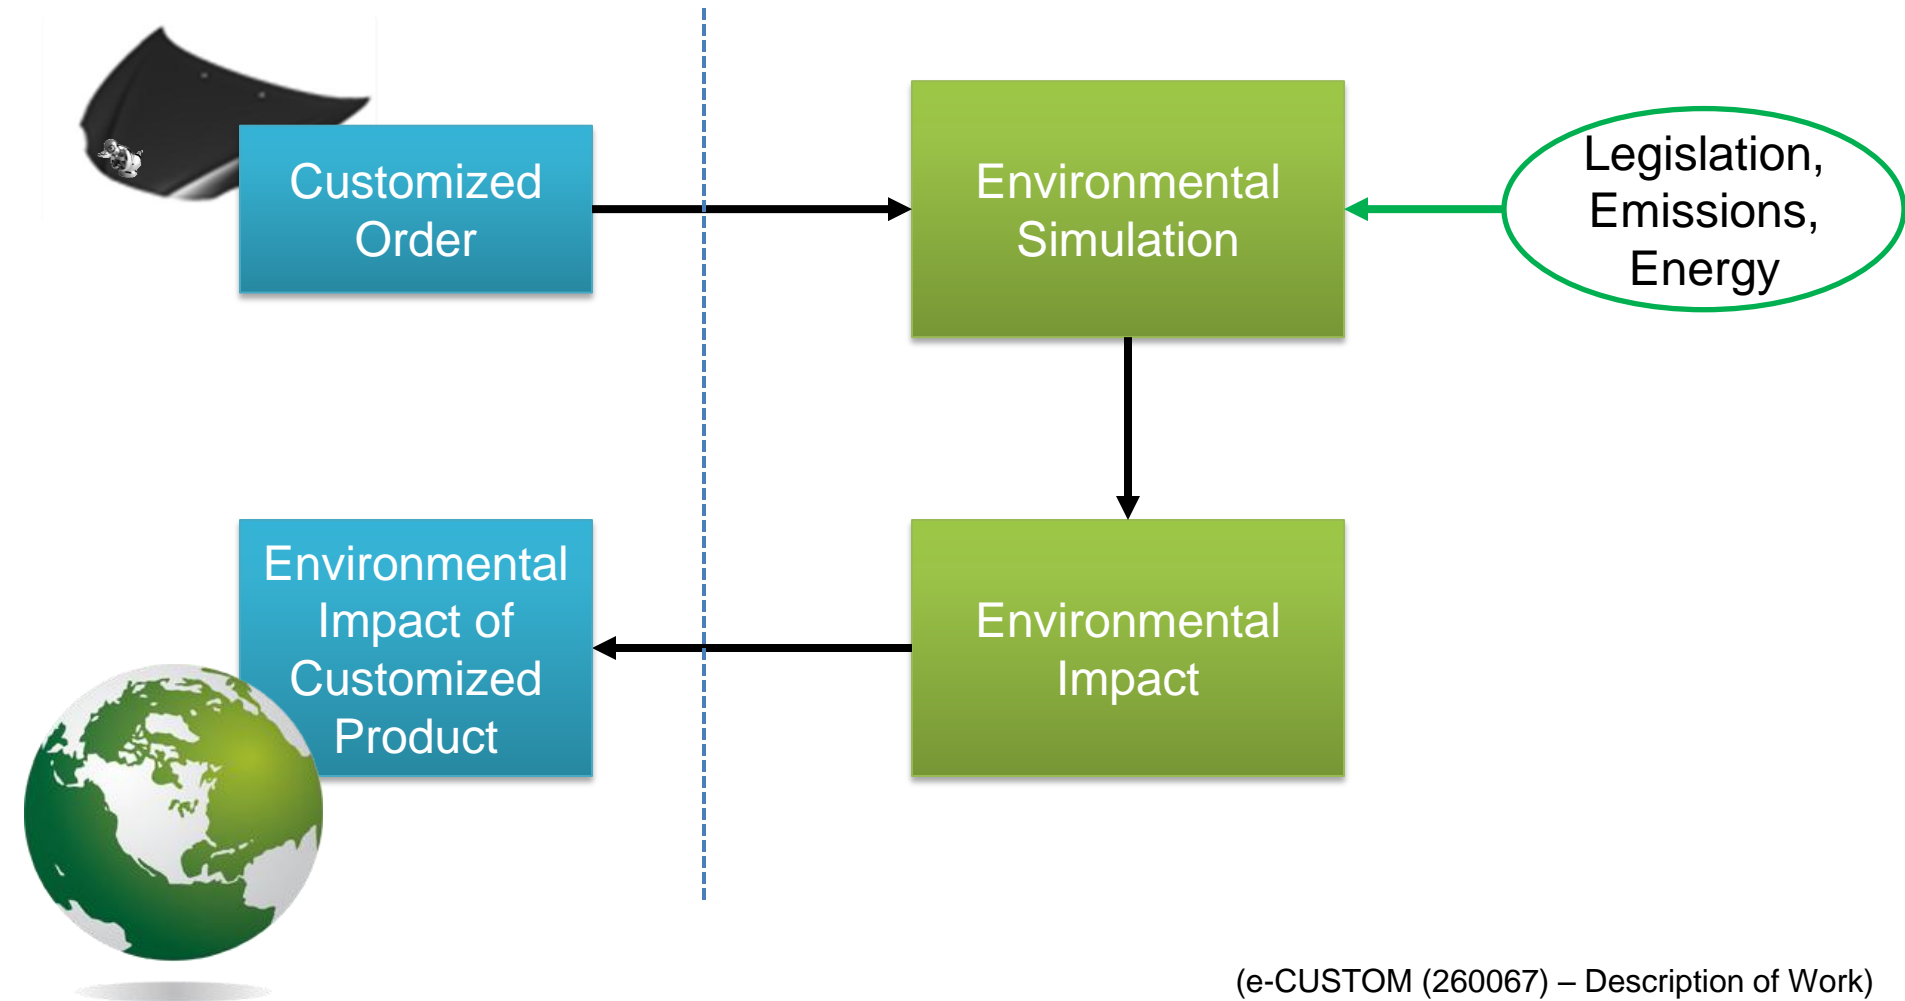 Customized
Order
Environmental
Simulation
Legislation,
Emissions,
Energy
Environmental
Impact of
Customized
Product
Environmental
Impact
(e-CUSTOM (260067) – Description of Work)